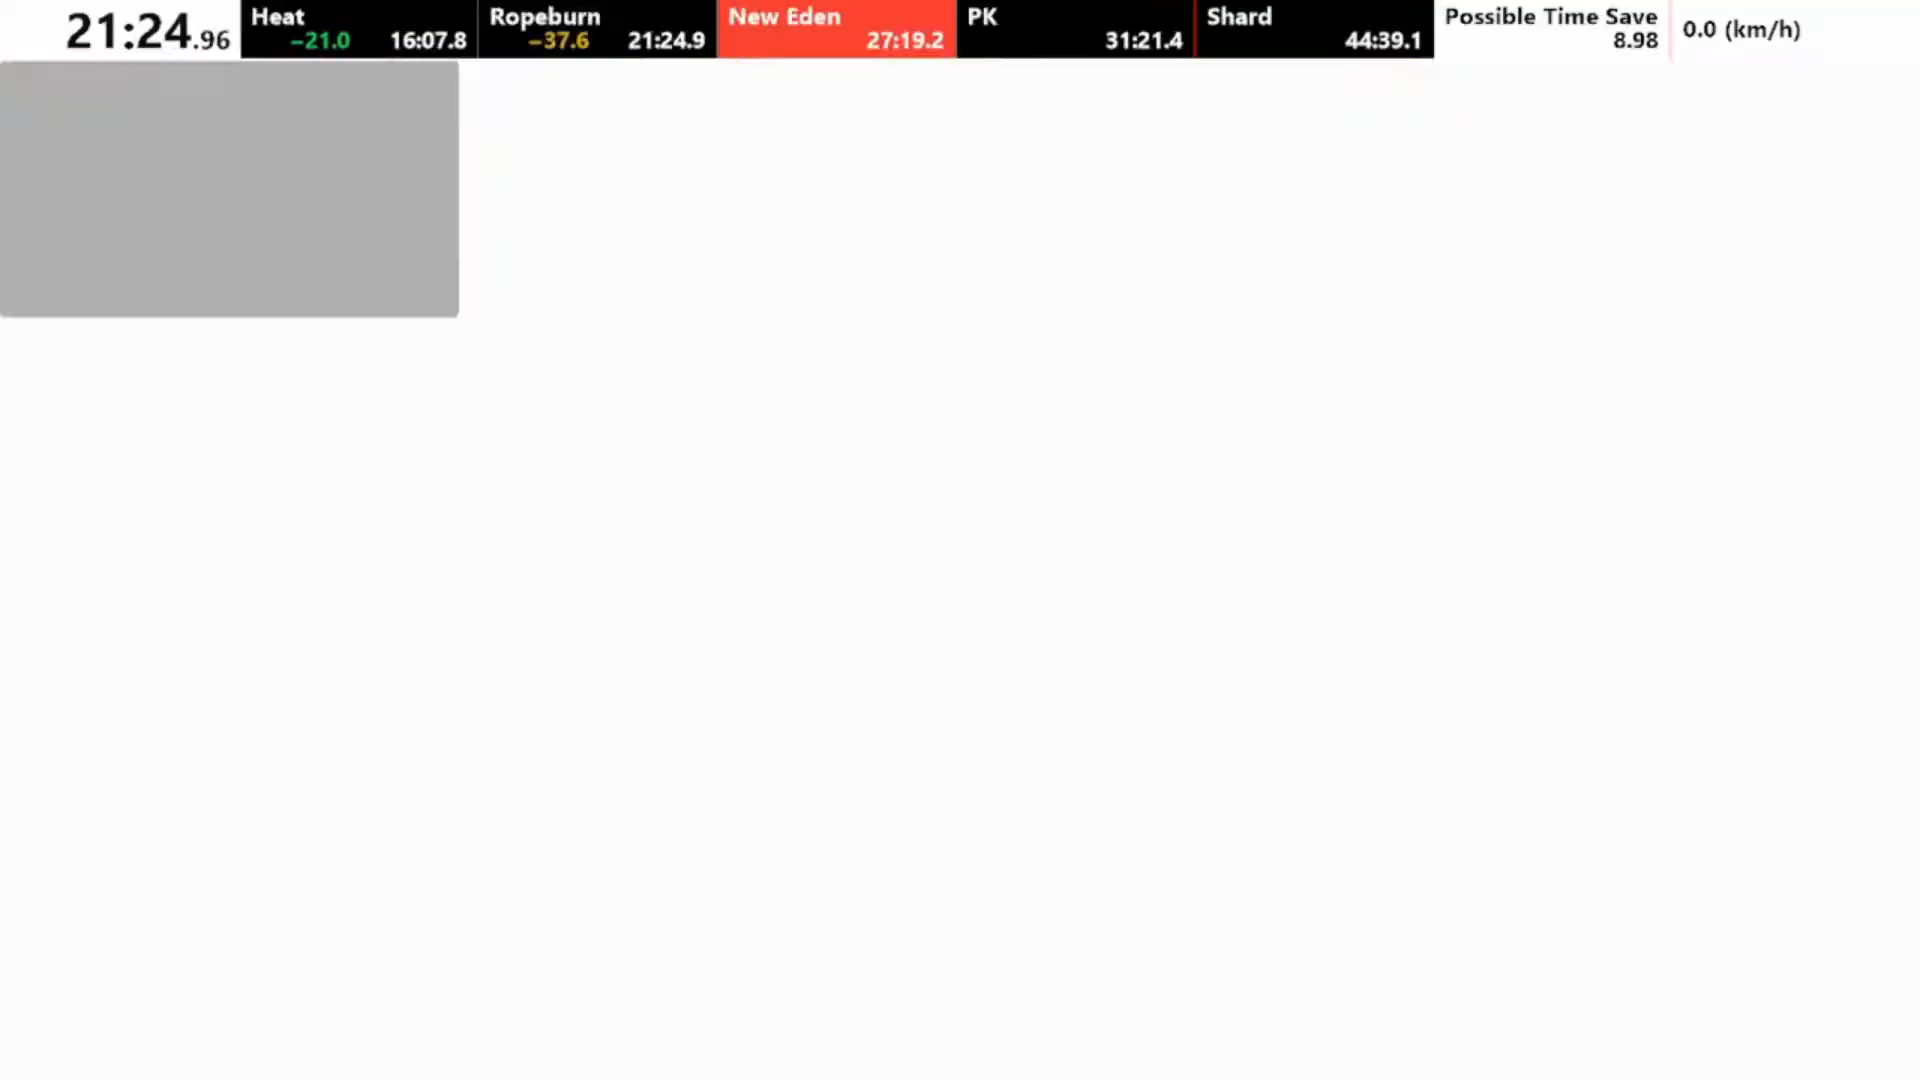 21:24.96
Heat
−21.0 16:07.8
Ropeburn
−37.6 21:24.9
New Eden
27:19.2
PK
31:21.4
Shard
44:39.1
Possible Time Save
8.98
0.0 (km/h)